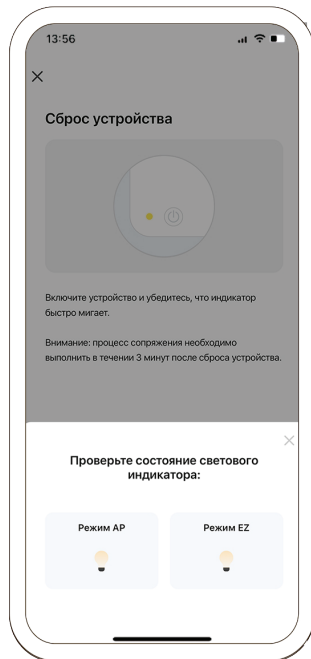 13:56
Сброс устройства
Включите устройство и убедитесь, что индикатор
быстро мигает.
Внимание: процесс сопряжения необходимо
выполнить в течении 3 минут после сброса устройства.
Проверьте состояние светового
индикатора:
Режим AP
Режим EZ